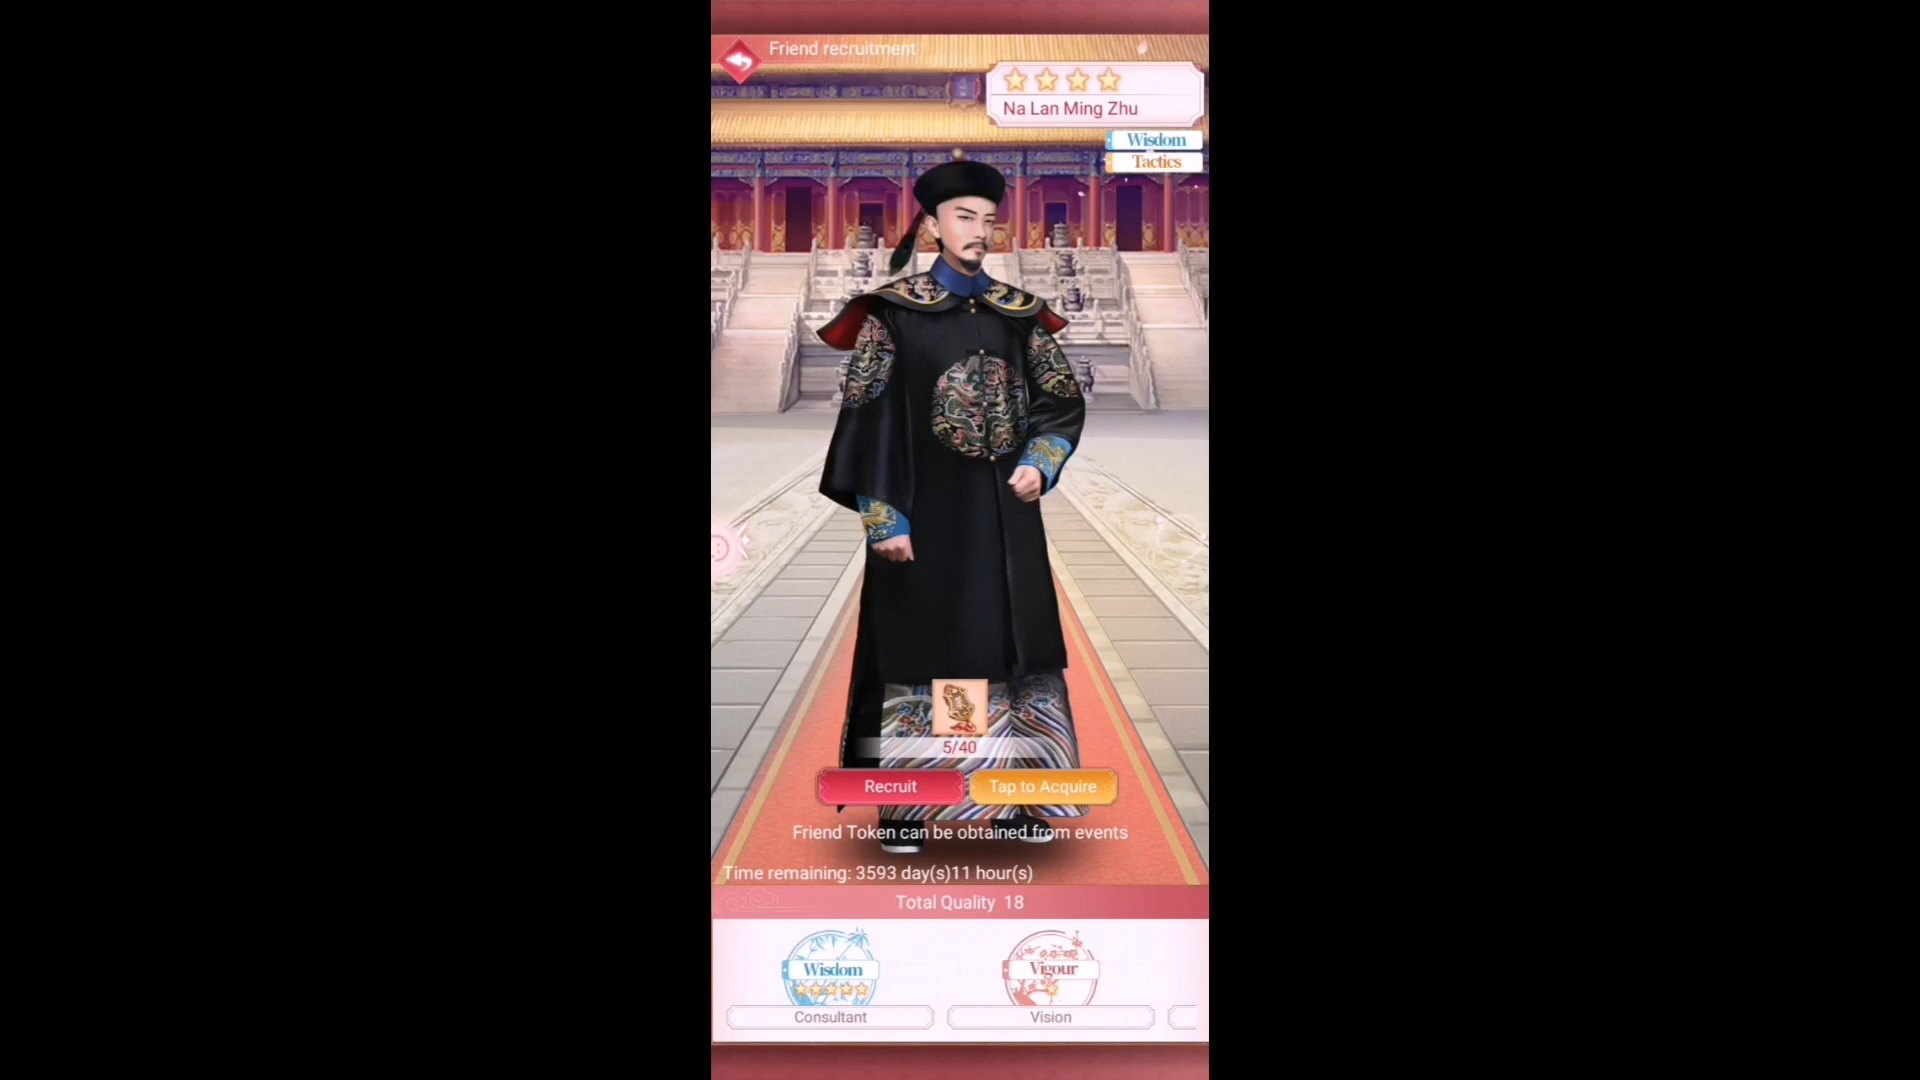 Friend recruitment
Na Lan Ming Zhu
Wisdom
Tactics
5/40
Recruit
Tap to Acquire
Friend Token can be obtained from events
Time remaining: 3593 day(s)11 hour(s)
Total Quality 18
Wisdom
Vigour
Consultant
Vision